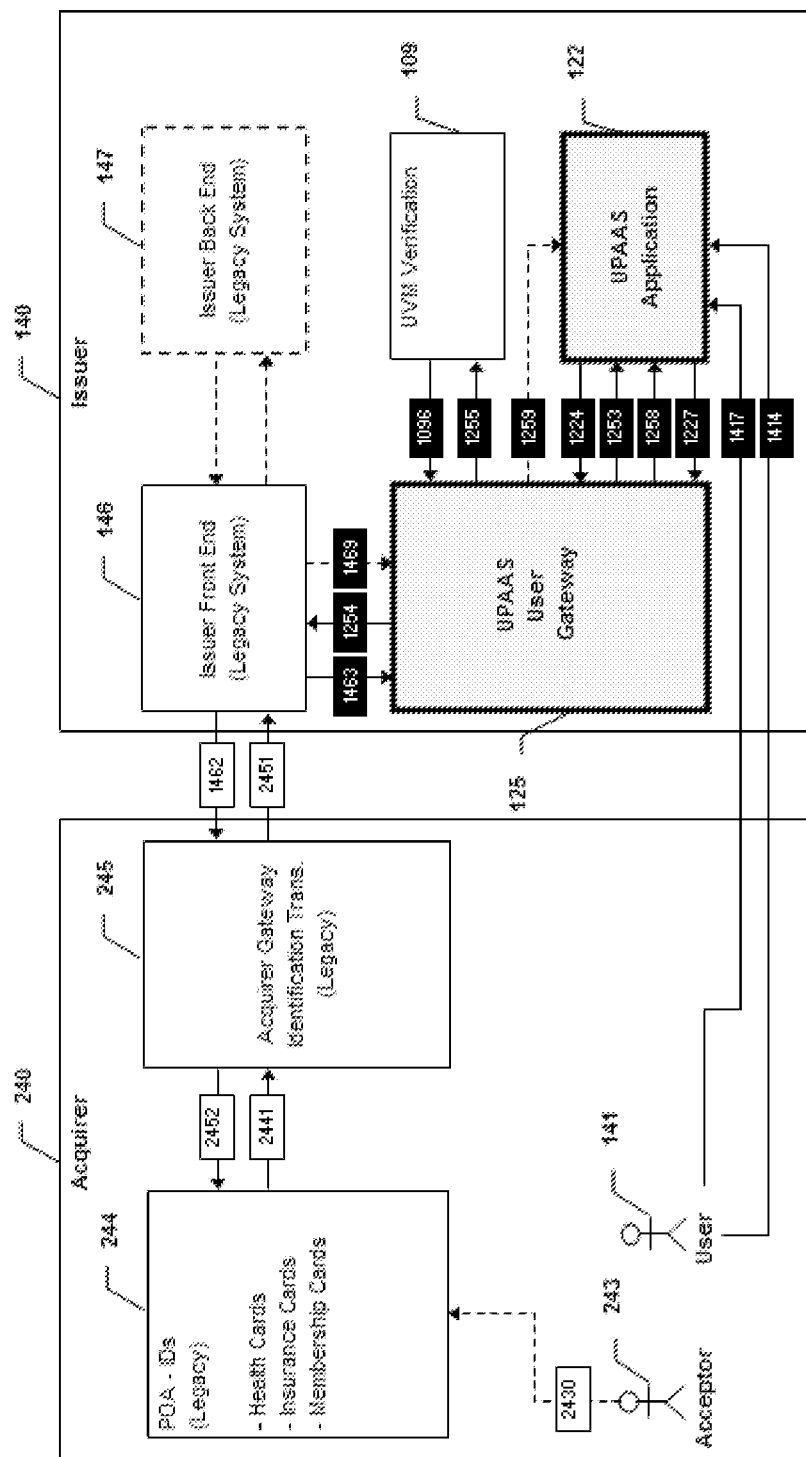 240
Acquirer
244
POA - IDs
(Legacy)
- Health Cards
- Insurance Cards
- Membership Cards
2452
2441
245
Acquirer Gateway
Identification Trans.
(Legacy)
2430
243
Acceptor
141
User
1462
2451
140
Issuer
146
Issuer Front End
(Legacy System)
147
Issuer Back End
(Legacy System)
1463
1254
1469
125
UPAAS
User
Gateway
1096
1255
1259
1224
1253
1258
1227
1417
1414
109
UVM Verification
122
UPAAS
Application